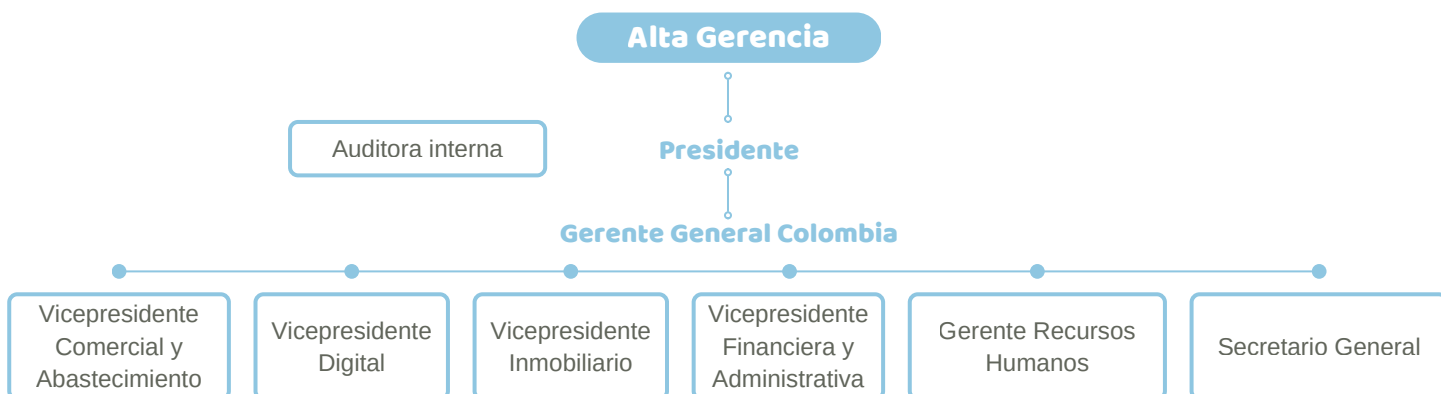 Alta Gerencia
Auditora interna
Presidente
Gerente General Colombia
Vicepresidente
Comercial y
Abastecimiento
Vicepresidente
Digital
Vicepresidente
Inmobiliario
Vicepresidente
Financiera y
Administrativa
Gerente Recursos
Humanos
Secretario General